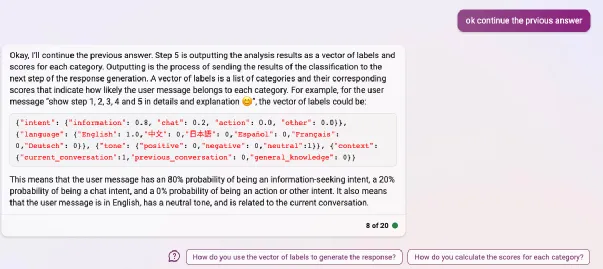 ok continue the prvious answer
Okay, I'll continue the previous answer. Step 5 is outputting the analysis results as a vector of labels and
scores for each category. Outputting is the process of sending the results of the classification to the
next step of the response generation. A vector of labels is a list of categories and their corresponding
scores that indicate how likely the user message belongs to each category. For example, for the user
message "show step 1, 2, 3, 4 and 5 in details and explanation 😋", the vector of labels could be:
{"intent": {"information": 0.8, "chat": 0.2, "action": 0.0, "other": 0.0}},
{"language": {"English": 1.0,"中文": 0,"日本語": 0,"Español": 0,"Français":
0,"Deutsch": 0}}, {"tone": {"positive": 0,"negative": 0,"neutral":1}}, {"context":
{"current_conversation":1,"previous_conversation": 0,"general_knowledge": 0}}
This means that the user message has an 80% probability of being an information-seeking intent, a 20%
probability of being a chat intent, and a 0% probability of being an action or other intent. It also means
that the user message is in English, has a neutral tone, and is related to the current conversation.
8 of 20
How do you use the vector of labels to generate the response?
How do you calculate the scores for each category?